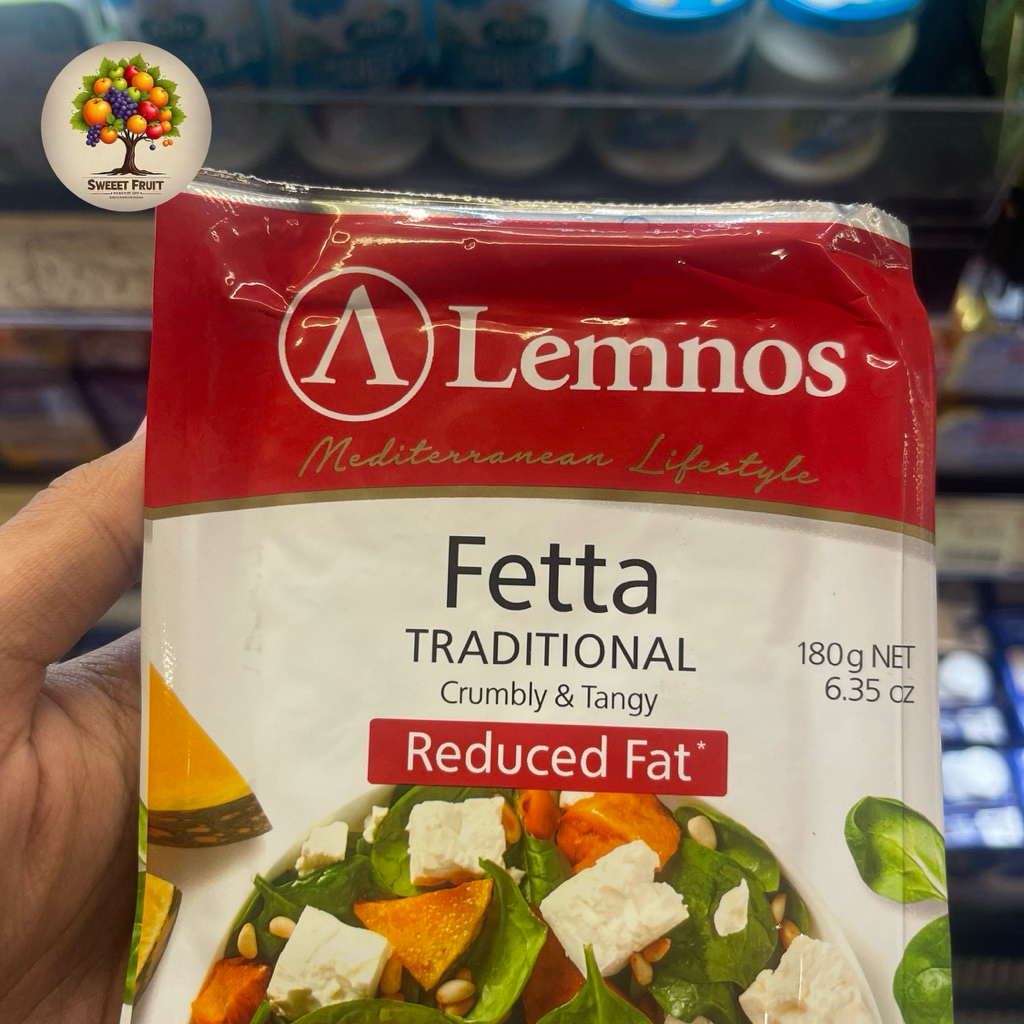 SWEEET FRUIT
Λ Lemnos
Mediterranean Lifestyle
Fetta
TRADITIONAL
Crumbly & Tangy
180g NET
6.35 oz
Reduced Fat*